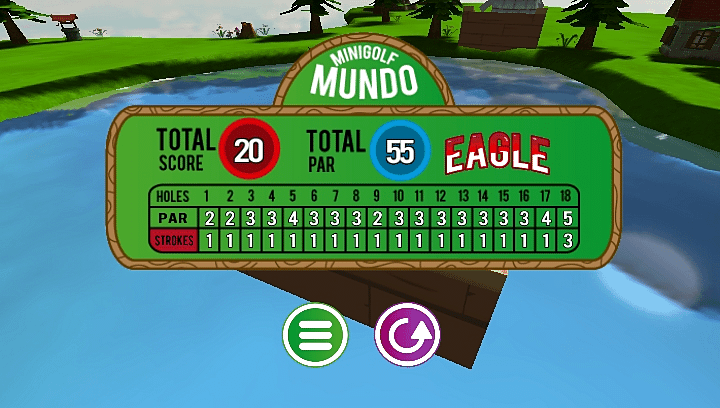 MINIGOLF
MUNDO
TOTAL SCORE 20 TOTAL PAR 55 EAGLE
HOLES 1 2 3 4 5 6 7 8 9 10 11 12 13 14 15 16 17 18
PAR 2 2 3 3 4 3 3 3 2 3 3 3 3 3 3 3 4 5
STROKES 1 1 1 1 1 1 1 1 1 1 1 1 1 1 1 1 1 3